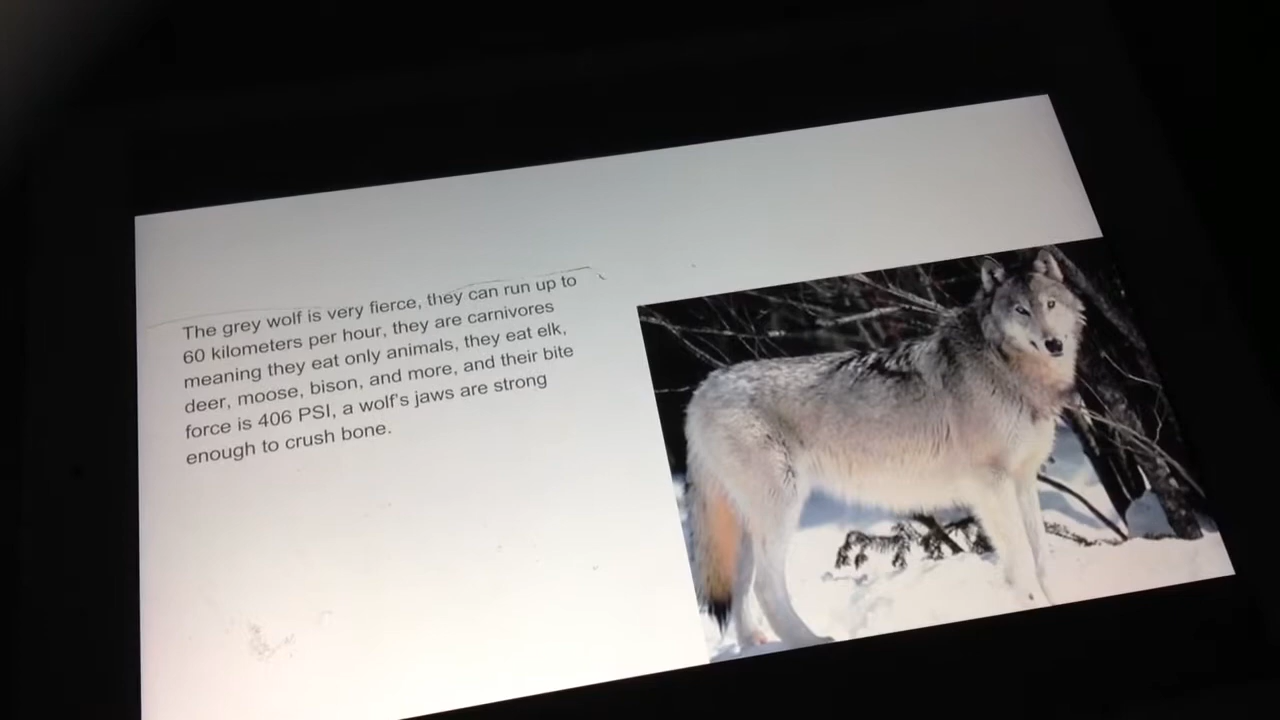 The grey wolf is very fierce, they can run up to
60 kilometers per hour, they are carnivores
meaning they eat only animals, they eat elk,
deer, moose, bison, and more, and their bite
force is 406 PSI, a wolf's jaws are strong
enough to crush bone.